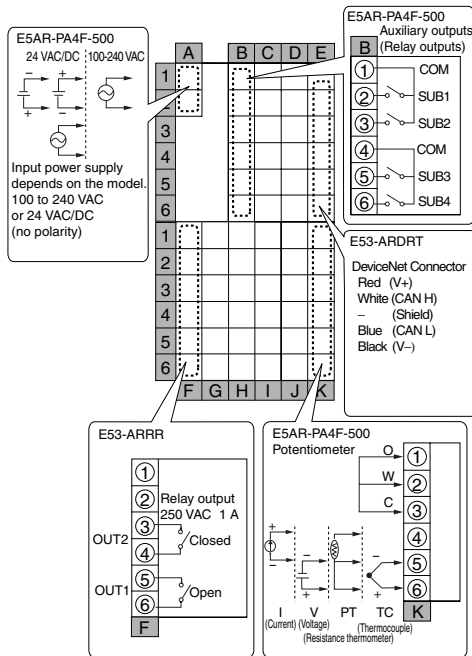 E5AR-PA4F-500
24 VAC/DC 100-240 VAC
− + 
+ −
Input power supply
depends on the model.
100 to 240 VAC
or 24 VAC/DC
(no polarity)
A B C D E
1
2
3
4
5
6
1
2
3
4
5
6
F G H I J K
E5AR-PA4F-500
Auxiliary outputs
(Relay outputs)
B
1 COM
2 SUB1
3 SUB2
4 COM
5 SUB3
6 SUB4
E53-ARDRT
DeviceNet Connector
Red (V+)
White (CAN H)
− (Shield)
Blue (CAN L)
Black (V−)
E53-ARRR
1
2
Relay output
250 VAC 1 A
OUT2 3
4 Closed
OUT1 5
6 Open
F
E5AR-PA4F-500
Potentiometer
O 1
W 2
C 3
4
5
6
K
+ − −
− + +
I V PT TC
(Current) (Voltage) (Thermocouple)
(Resistance thermometer)